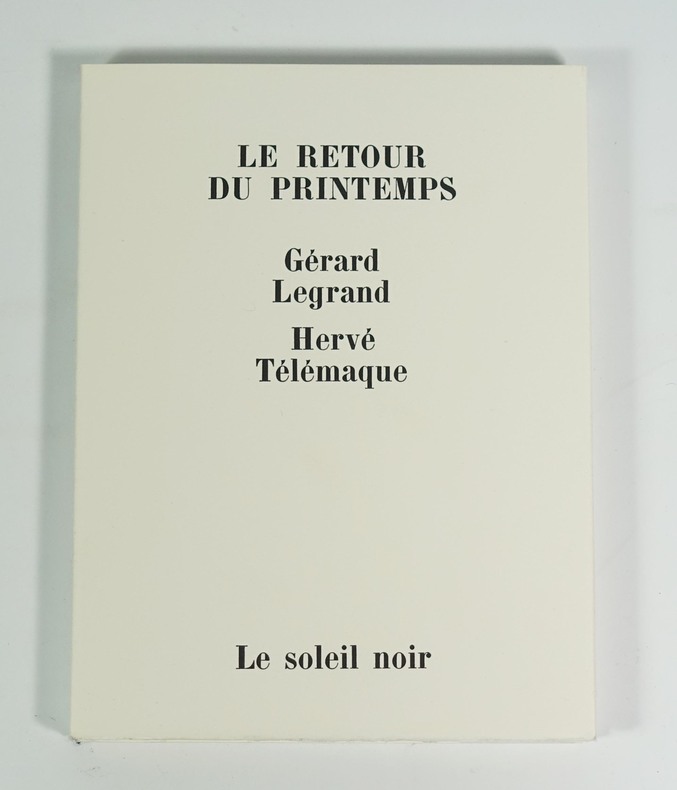 LE RETOUR
DU PRINTEMPS
Gérard
Legrand
Hervé
Télémaque
Le soleil noir